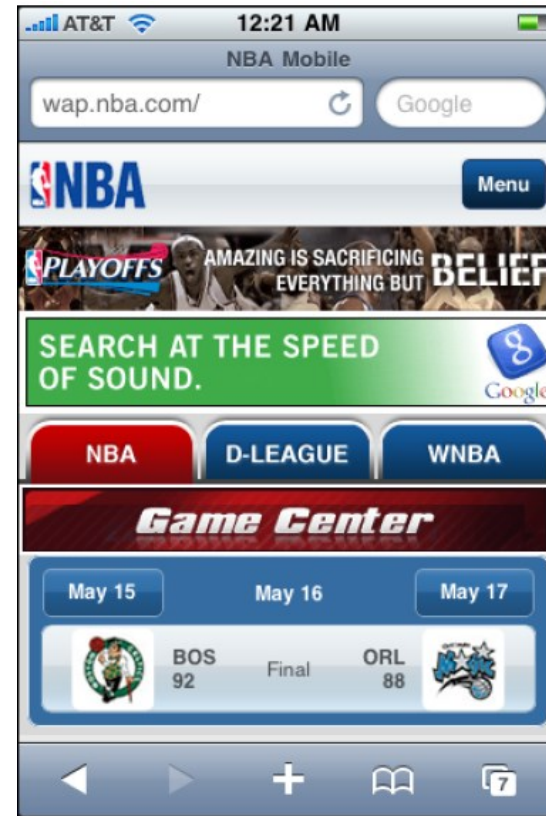 AT&T 12:21 AM
NBA Mobile
wap.nba.com/ Google
NBA Menu
PLAYOFFS AMAZING IS SACRIFICING EVERYTHING BUT BELIEF
SEARCH AT THE SPEED
OF SOUND.
g
Google
NBA D-LEAGUE WNBA
Game Center
May 15 May 16 May 17
BOS Final ORL
92 88
7